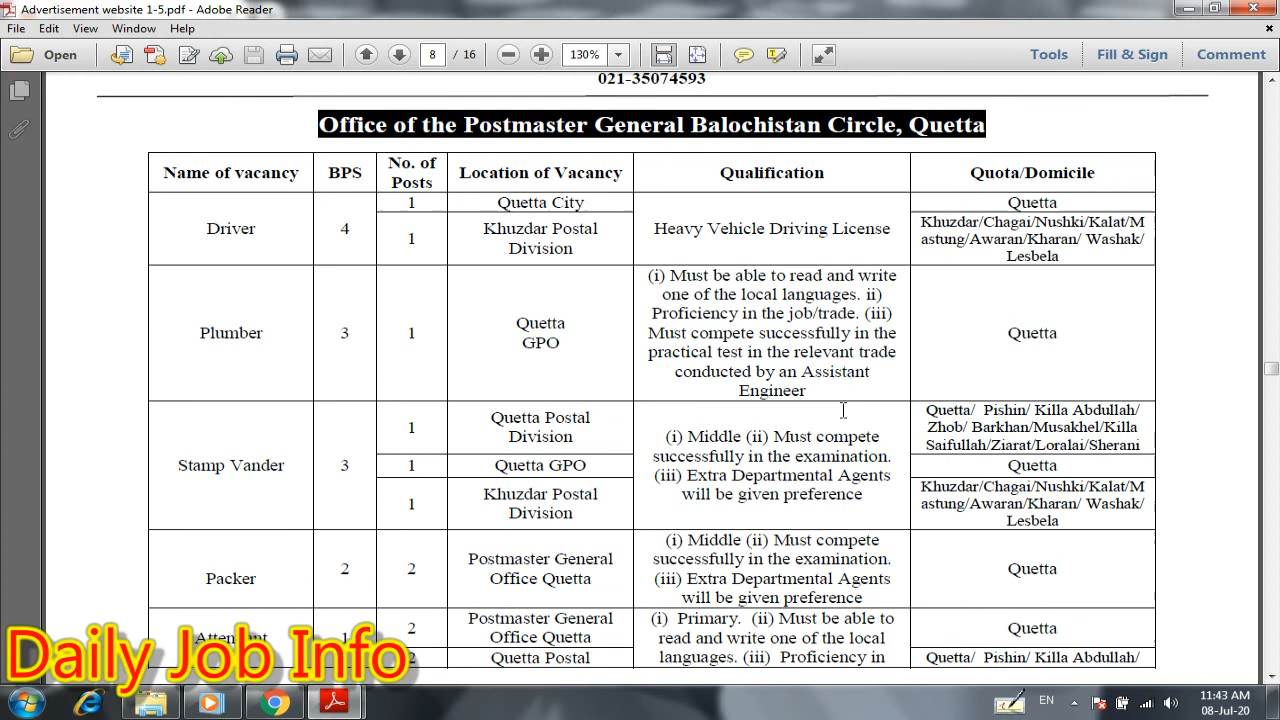 Advertisement website 1-5.pdf - Adobe Reader
File Edit View Window Help
Open 8 / 16 130% Tools Fill & Sign Comment
021-35074593
Office of the Postmaster General Balochistan Circle, Quetta
Name of vacancy BPS No. of Posts Location of Vacancy Qualification Quota/Domicile
Driver 4
1 Quetta City
Heavy Vehicle Driving License
Quetta
1 Khuzdar Postal
Division
Khuzdar/Chagai/Nushki/Kalat/M
astung/Awaran/Kharan/ Washak/
Lesbela
Plumber 3 1
Quetta
GPO
(i) Must be able to read and write
one of the local languages. ii)
Proficiency in the job/trade. (iii)
Must compete successfully in the
practical test in the relevant trade
conducted by an Assistant
Engineer
Quetta
Stamp Vander 3
1 Quetta Postal
Division
(i) Middle (ii) Must compete
successfully in the examination.
(iii) Extra Departmental Agents
will be given preference
Quetta/ Pishin/ Killa Abdullah/
Zhob/ Barkhan/Musakhel/Killa
Saifullah/Ziarat/Loralai/Sherani
1 Quetta GPO Quetta
1 Khuzdar Postal
Division
Khuzdar/Chagai/Nushki/Kalat/M
astung/Awaran/Kharan/ Washak/
Lesbela
Packer 2 2
Postmaster General
Office Quetta
(i) Middle (ii) Must compete
successfully in the examination.
(iii) Extra Departmental Agents
will be given preference
Quetta
Attendant 1
2 Postmaster General
Office Quetta
(i) Primary. (ii) Must be able to
read and write one of the local
languages. (iii) Proficiency in
Quetta
2 Quetta Postal
Quetta/ Pishin/ Killa Abdullah/
Daily Job Info
EN
11:43 AM
08-Jul-20